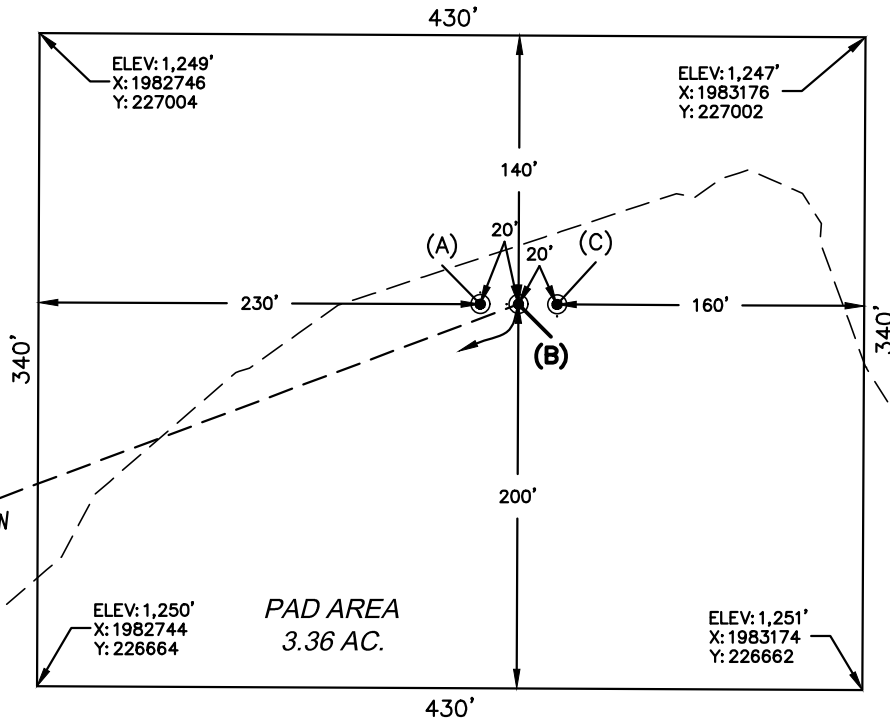 430'
ELEV: 1,249'
X: 1982746
Y: 227004
ELEV: 1,247'
X: 1983176
Y: 227002
140'
(A)
20'
20'
(C)
230'
160'
340'
340'
(B)
200'
N
ELEV: 1,250'
X: 1982744
Y: 226664
PAD AREA
3.36 AC.
ELEV: 1,251'
X: 1983174
Y: 226662
430'